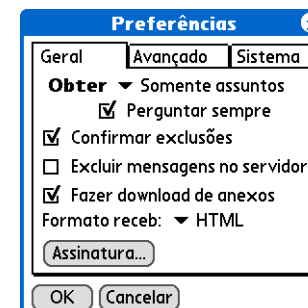 Preferências
Geral Avançado Sistema
Obter Somente assuntos
Perguntar sempre
Confirmar exclusões
Excluir mensagens no servidor
Fazer download de anexos
Formato receb: HTML
Assinatura...
OK Cancelar